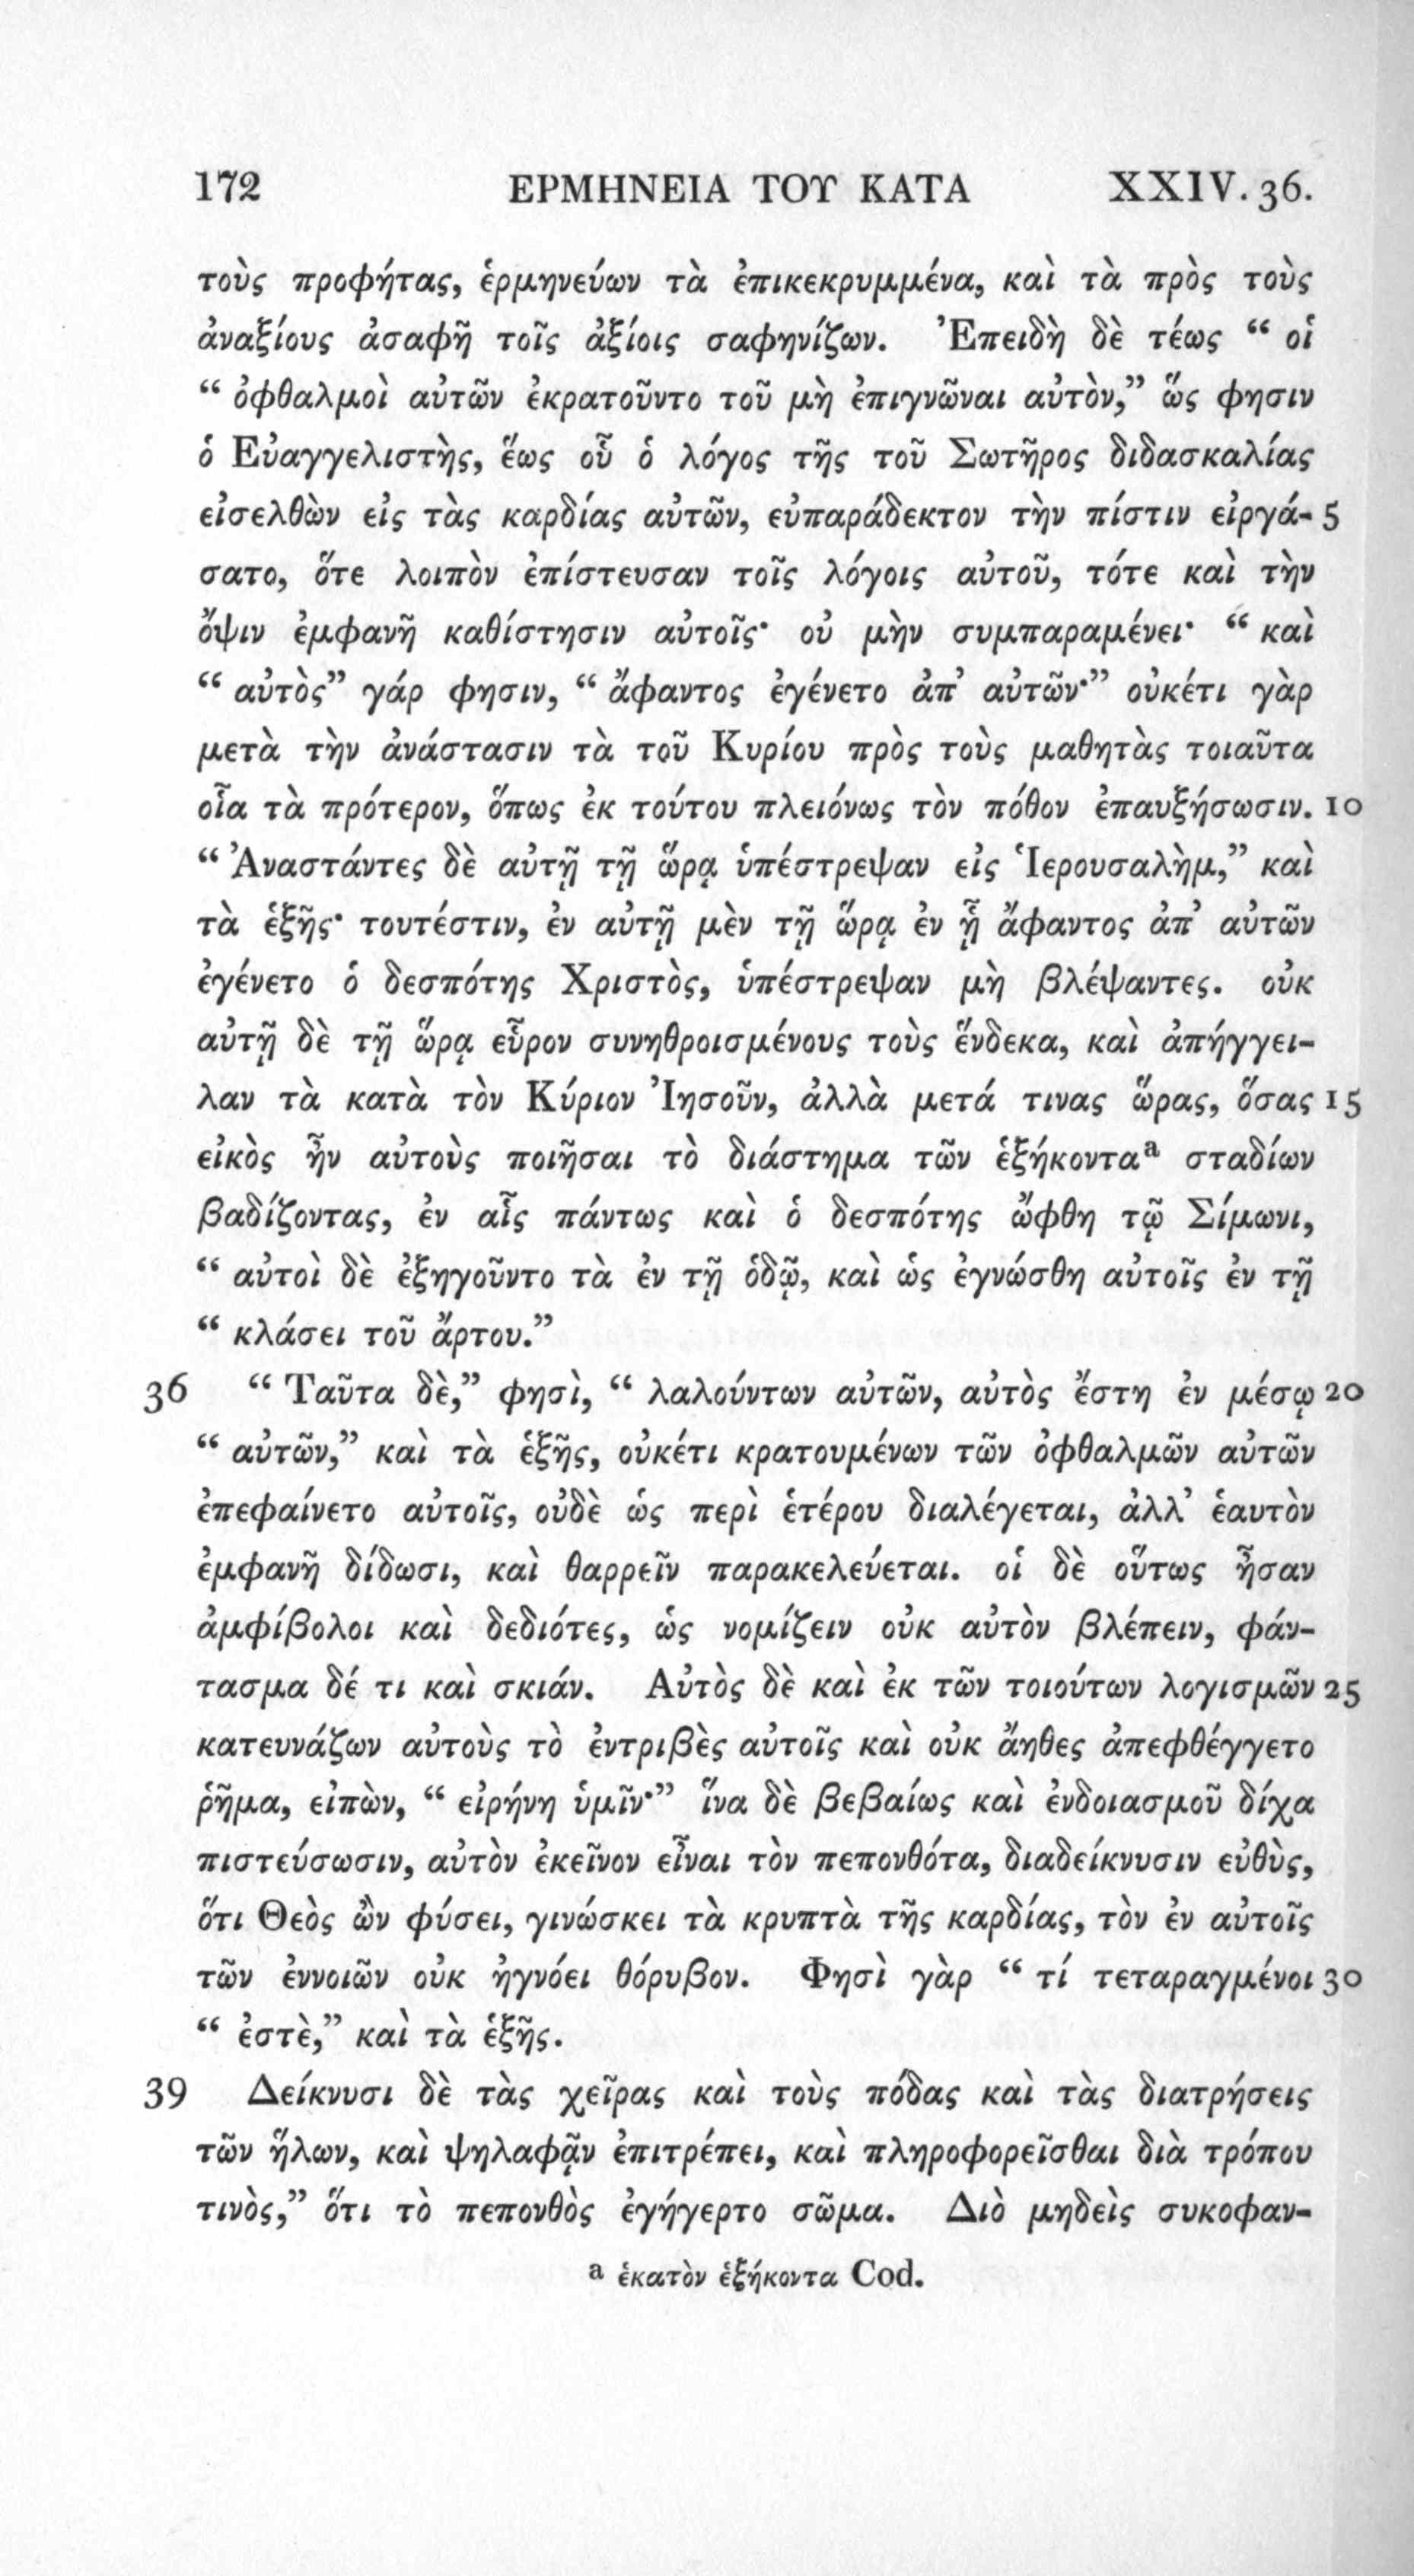 172 ΕΡΜΗΝΕΙΑ ΤΟΥ ΚΑΤΑ XXIV. 36.
τοὺς προφήτας, ἑρμηνεύων τὰ ἐπικεκρυμμένα, καὶ τὰ πρὸς τοὺς
ἀναξίους ἀσαφῆ τοῖς ἀξίοις σαφηνίζων. Ἐπειδὴ δὲ τέως “ οἱ
“ ὀφθαλμοὶ αὐτῶν ἐκρατοῦντο τοῦ μὴ ἐπιγνῶναι αὐτὸν,” ὥς φησιν
ὁ Εὐαγγελιστὴς, ἕως οὗ ὁ λόγος τῆς τοῦ Σωτῆρος διδασκαλίας
εἰσελθὼν εἰς τὰς καρδίας αὐτῶν, εὐπαράδεκτον τὴν πίστιν εἰργά- 5
σατο, ὅτε λοιπὸν ἐπίστευσαν τοῖς λόγοις αὐτοῦ, τότε καὶ τὴν
ὄψιν ἐμφανῆ καθίστησιν αὐτοῖς· οὐ μὴν συμπαραμένει· “ καὶ
“ αὐτὸς” γάρ φησιν, “ ἄφαντος ἐγένετο ἀπ’ αὐτῶν·” οὐκέτι γὰρ
μετὰ τὴν ἀνάστασιν τὰ τοῦ Κυρίου πρὸς τοὺς μαθητὰς τοιαῦτα
οἷα τὰ πρότερον, ὅπως ἐκ τούτου πλειόνως τὸν πόθον ἐπαυξήσωσιν. 10
“ Ἀναστάντες δὲ αὐτῇ τῇ ὥρᾳ ὑπέστρεψαν εἰς Ἱερουσαλὴμ,” καὶ
τὰ ἑξῆς· τουτέστιν, ἐν αὐτῇ μὲν τῇ ὥρᾳ ἐν ᾗ ἄφαντος ἀπ’ αὐτῶν
ἐγένετο ὁ δεσπότης Χριστὸς, ὑπέστρεψαν μὴ βλέψαντες. οὐκ
αὐτῇ δὲ τῇ ὥρᾳ εὗρον συνηθροισμένους τοὺς ἕνδεκα, καὶ ἀπήγγει-
λαν τὰ κατὰ τὸν Κύριον Ἰησοῦν, ἀλλὰ μετά τινας ὥρας, ὅσας 15
εἰκὸς ἦν αὐτοὺς ποιῆσαι τὸ διάστημα τῶν ἑξήκοντα<sup>a</sup> σταδίων
βαδίζοντας, ἐν αἷς πάντως καὶ ὁ δεσπότης ὤφθη τῷ Σίμωνι,
“ αὐτοὶ δὲ ἐξηγοῦντο τὰ ἐν τῇ ὁδῷ, καὶ ὡς ἐγνώσθη αὐτοῖς ἐν τῇ
“ κλάσει τοῦ ἄρτου.”
36 “ Ταῦτα δὲ,” φησὶ, “ λαλούντων αὐτῶν, αὐτὸς ἔστη ἐν μέσῳ 20
“ αὐτῶν,” καὶ τὰ ἑξῆς, οὐκέτι κρατουμένων τῶν ὀφθαλμῶν αὐτῶν
ἐπεφαίνετο αὐτοῖς, οὐδὲ ὡς περὶ ἑτέρου διαλέγεται, ἀλλ’ ἑαυτὸν
ἐμφανῆ δίδωσι, καὶ θαρρεῖν παρακελεύεται. οἱ δὲ οὕτως ἦσαν
ἀμφίβολοι καὶ δεδιότες, ὡς νομίζειν οὐκ αὐτὸν βλέπειν, φάν-
τασμα δέ τι καὶ σκιάν. Αὐτὸς δὲ καὶ ἐκ τῶν τοιούτων λογισμῶν 25
κατευνάζων αὐτοὺς τὸ ἐντριβὲς αὐτοῖς καὶ οὐκ ἄηθες ἀπεφθέγγετο
ῥῆμα, εἰπὼν, “ εἰρήνη ὑμῖν·” ἵνα δὲ βεβαίως καὶ ἐνδοιασμοῦ δίχα
πιστεύσωσιν, αὐτὸν ἐκεῖνον εἶναι τὸν πεπονθότα, διαδείκνυσιν εὐθὺς,
ὅτι Θεὸς ὢν φύσει, γινώσκει τὰ κρυπτὰ τῆς καρδίας, τὸν ἐν αὐτοῖς
τῶν ἐννοιῶν οὐκ ἠγνόει θόρυβον. Φησὶ γὰρ “ τί τεταραγμένοι 30
“ ἐστὲ,” καὶ τὰ ἑξῆς.
39 Δείκνυσι δὲ τὰς χεῖρας καὶ τοὺς πόδας καὶ τὰς διατρήσεις
τῶν ἥλων, καὶ ψηλαφᾷν ἐπιτρέπει, καὶ πληροφορεῖσθαι διὰ τρόπου
τινὸς,” ὅτι τὸ πεπονθὸς ἐγήγερτο σῶμα. Διὸ μηδεὶς συκοφαν-
<sup>a</sup> ἑκατὸν ἑξήκοντα Cod.